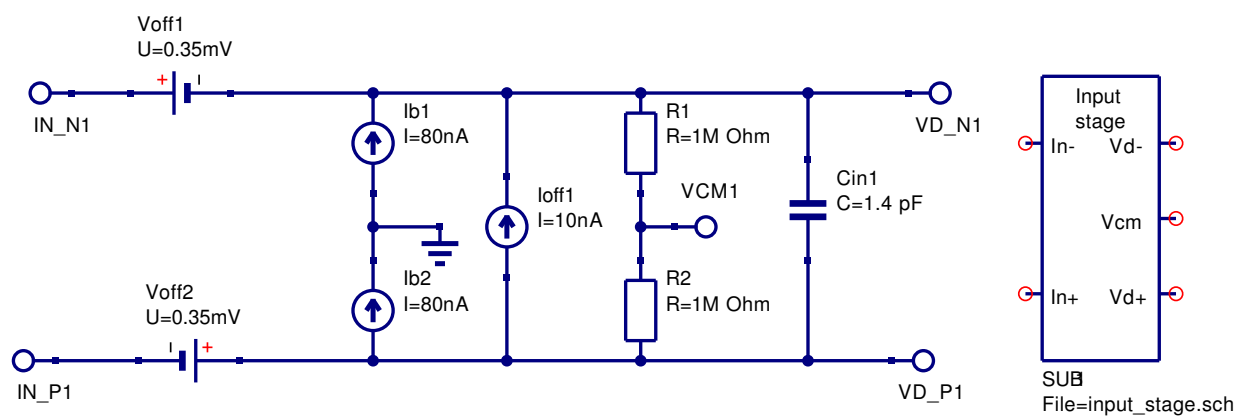 Voff1
U=0.35mV
+
I
IN_N1
Ib1
I=80nA
R1
R=1M Ohm
VD_N1
Ioff1
I=10nA
VCM1
Cin1
C=1.4 pF
Ib2
I=80nA
R2
R=1M Ohm
Voff2
U=0.35mV
I
+
IN_P1
VD_P1
Input
stage
In-
Vd-
Vcm
In+
Vd+
File=input_stage.sch